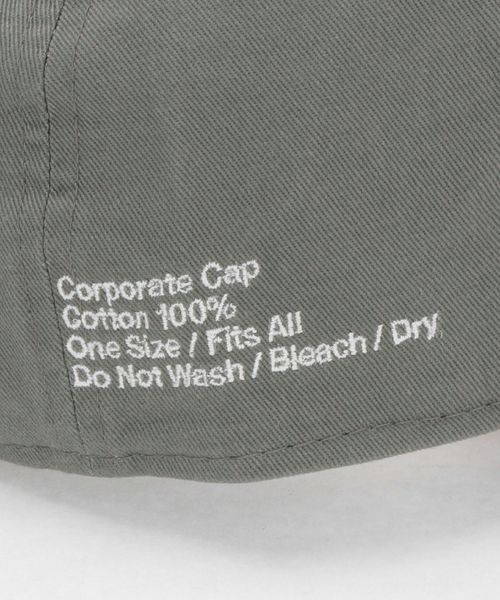 Corporate Cap
Cotton 100%
One Size / Fits All
Do Not Wash / Bleach / Dry